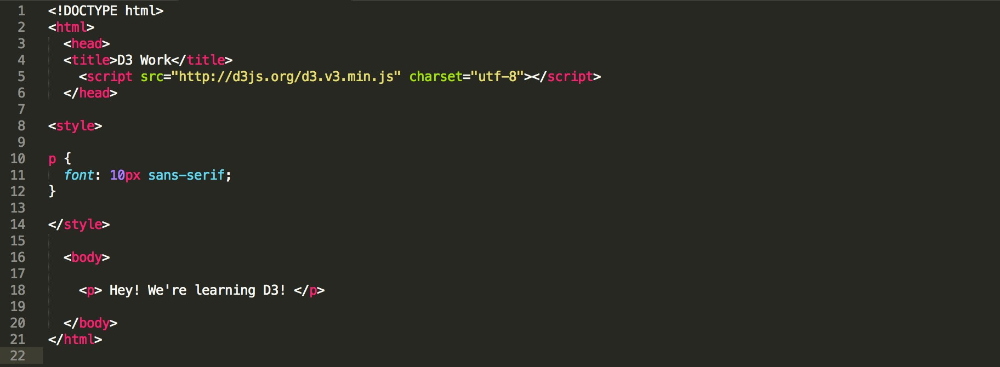 1 <!DOCTYPE html>
2 <html>
3   <head>
4   <title>D3 Work</title>
5     <script src="http://d3js.org/d3.v3.min.js" charset="utf-8"></script>
6   </head>
7
8 <style>
9
10 p {
11   font: 10px sans-serif;
12 }
13
14 </style>
15
16   <body>
17
18     <p> Hey! We're learning D3! </p>
19
20   </body>
21 </html>
22